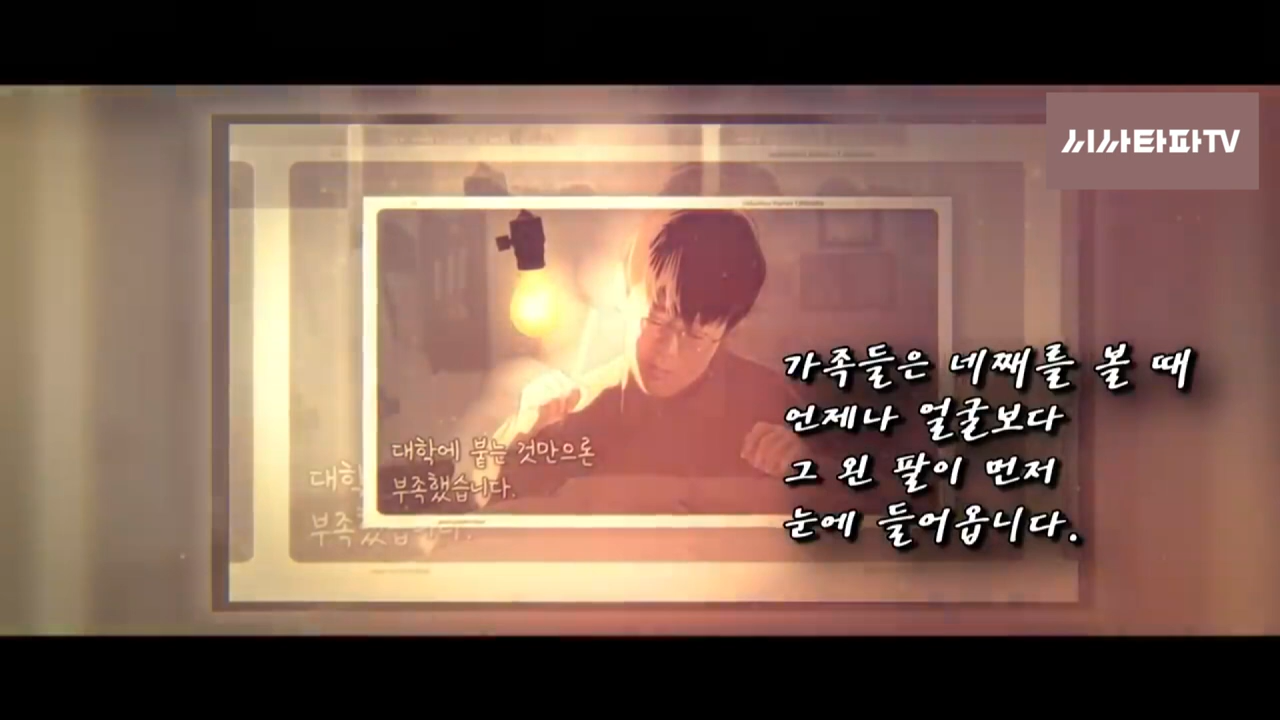 시사타파TV
가족들은 네째를 볼 때
언제나 얼굴보다
그 왼 팔이 먼저
눈에 들어옵니다.
대학에 붙는 것만으론
부족했습니다.